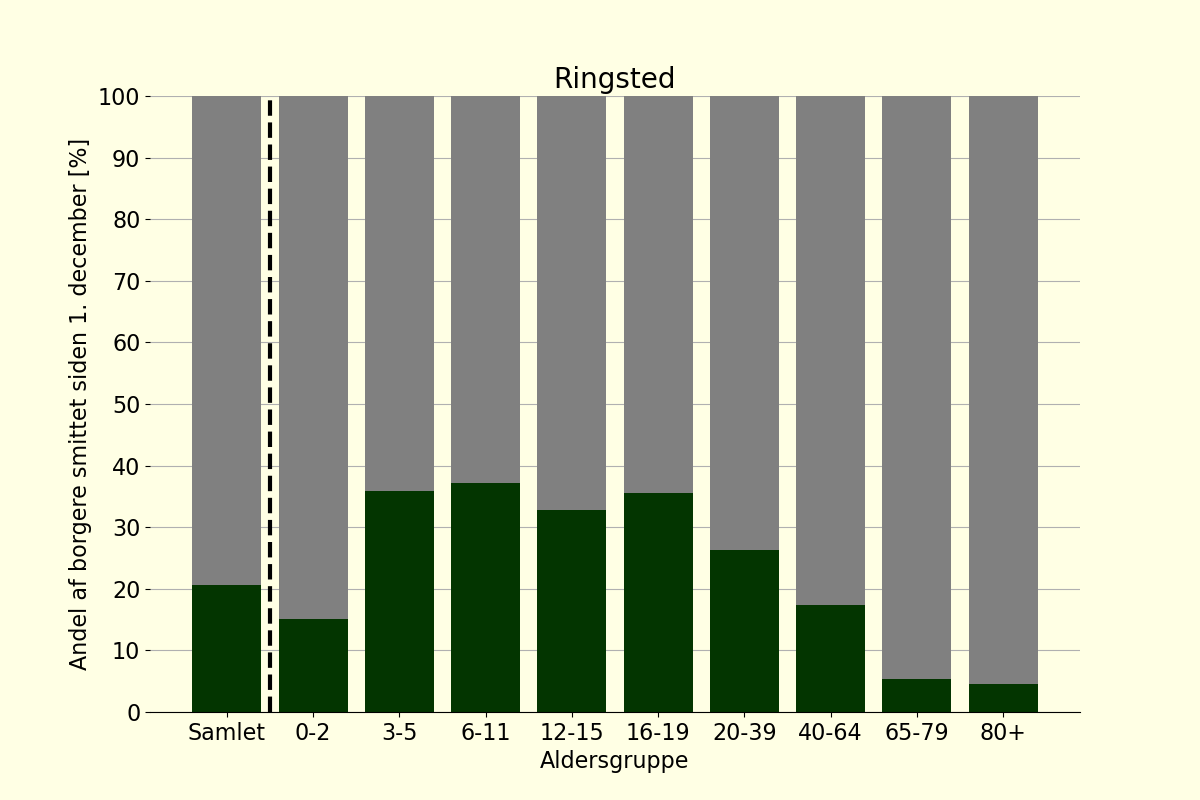 Ringsted
Andel af borgere smittet siden 1. december [%]
100
90
80
70
60
50
40
30
20
10
0
Samlet 0-2 3-5 6-11 12-15 16-19 20-39 40-64 65-79 80+
Aldersgruppe